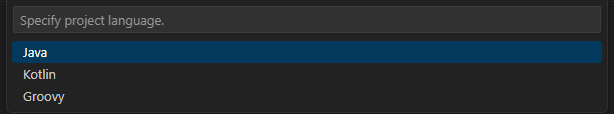 Specify project language.
Java
Kotlin
Groovy